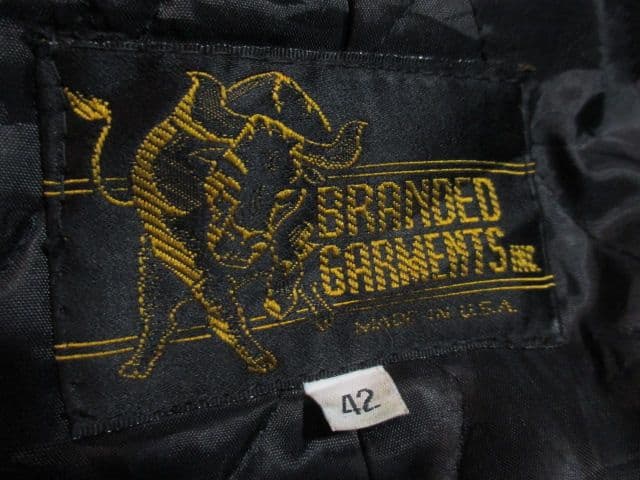 BRANDED
GARMENTS INC.
MADE IN U.S.A.
42